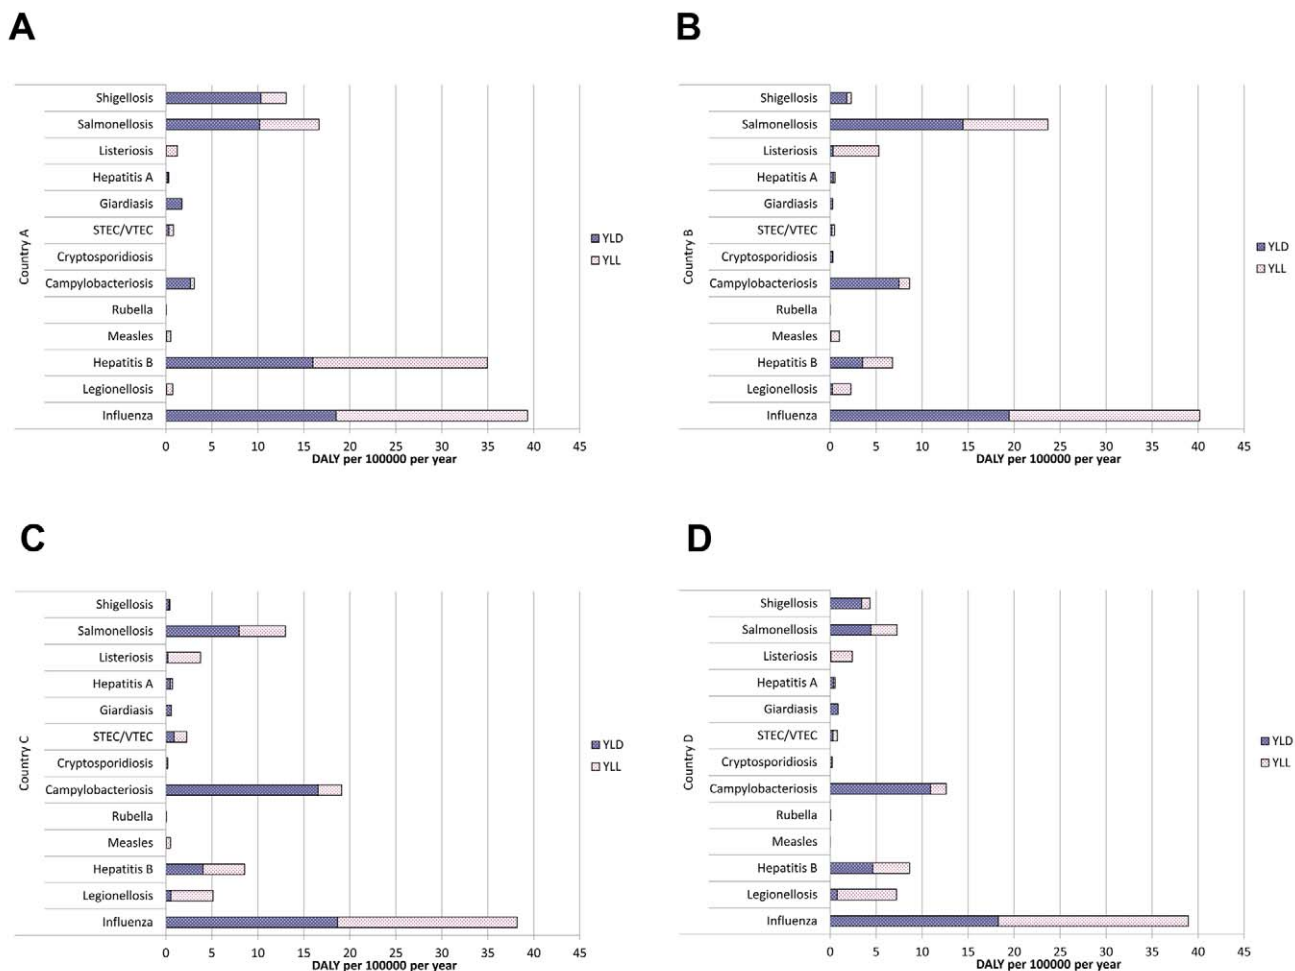 A
Country A
Shigellosis
Salmonellosis
Listeriosis
Hepatitis A
Giardiasis
STEC/VTEC
Cryptosporidiosis
Campylobacteriosis
Rubella
Measles
Hepatitis B
Legionellosis
Influenza
0 5 10 15 20 25 30 35 40 45
DALY per 100000 per year
YLD
YLL
B
Country B
Shigellosis
Salmonellosis
Listeriosis
Hepatitis A
Giardiasis
STEC/VTEC
Cryptosporidiosis
Campylobacteriosis
Rubella
Measles
Hepatitis B
Legionellosis
Influenza
0 5 10 15 20 25 30 35 40 45
DALY per 100000 per year
YLD
YLL
C
Country C
Shigellosis
Salmonellosis
Listeriosis
Hepatitis A
Giardiasis
STEC/VTEC
Cryptosporidiosis
Campylobacteriosis
Rubella
Measles
Hepatitis B
Legionellosis
Influenza
0 5 10 15 20 25 30 35 40 45
DALY per 100000 per year
YLD
YLL
D
Country D
Shigellosis
Salmonellosis
Listeriosis
Hepatitis A
Giardiasis
STEC/VTEC
Cryptosporidiosis
Campylobacteriosis
Rubella
Measles
Hepatitis B
Legionellosis
Influenza
0 5 10 15 20 25 30 35 40 45
DALY per 100000 per year
YLD
YLL